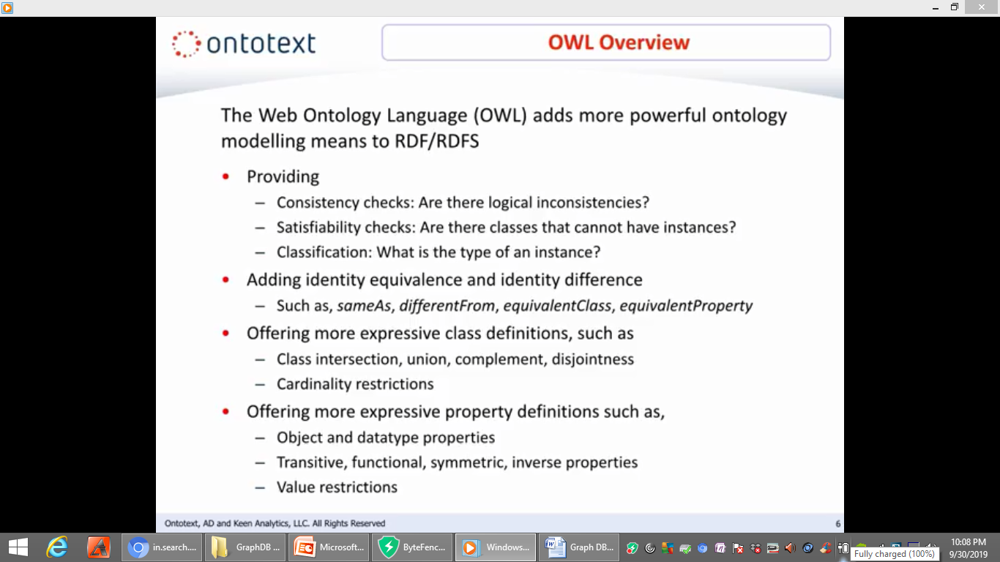 ontotext
OWL Overview
The Web Ontology Language (OWL) adds more powerful ontology
modelling means to RDF/RDFS
• Providing
– Consistency checks: Are there logical inconsistencies?
– Satisfiability checks: Are there classes that cannot have instances?
– Classification: What is the type of an instance?
• Adding identity equivalence and identity difference
– Such as, sameAs, differentFrom, equivalentClass, equivalentProperty
• Offering more expressive class definitions, such as
– Class intersection, union, complement, disjointness
– Cardinality restrictions
• Offering more expressive property definitions such as,
– Object and datatype properties
– Transitive, functional, symmetric, inverse properties
– Value restrictions
Ontotext, AD and Keen Analytics, LLC. All Rights Reserved
6
in.search....
GraphDB ...
Microsoft...
ByteFenc...
Windows...
Graph DB...
10:08 PM
Fully charged (100%)
9/30/2019